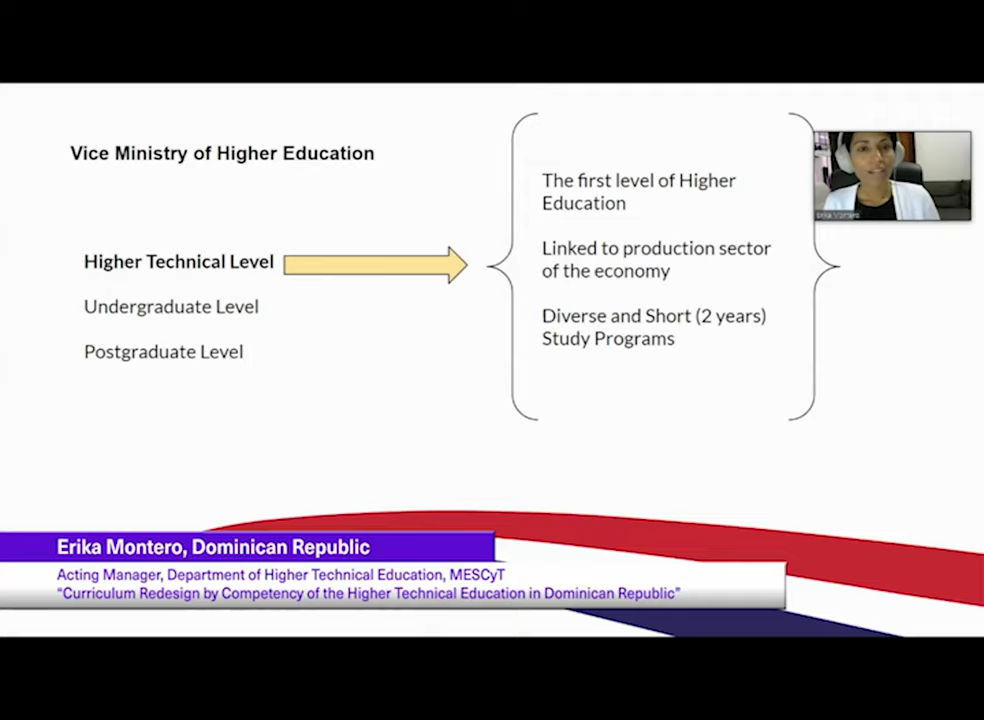 Vice Ministry of Higher Education
Higher Technical Level
Undergraduate Level
Postgraduate Level
The first level of Higher
Education
Linked to production sector
of the economy
Diverse and Short (2 years)
Study Programs
Erika Montero
Erika Montero, Dominican Republic
Acting Manager, Department of Higher Technical Education, MESCyT
“Curriculum Redesign by Competency of the Higher Technical Education in Dominican Republic”